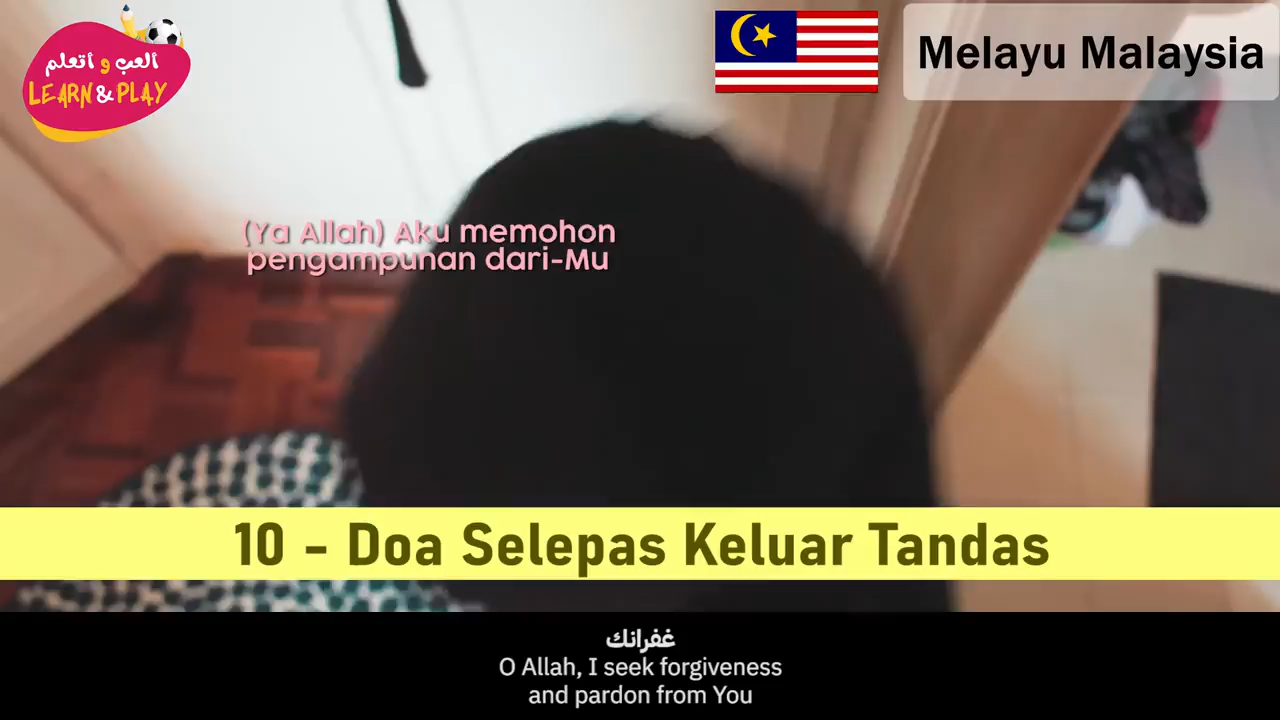 العب و أتعلم
LEARN & PLAY
Melayu Malaysia
(Ya Allah) Aku memohon
pengampunan dari-Mu
10 - Doa Selepas Keluar Tandas
غفرانك
O Allah, I seek forgiveness
and pardon from You